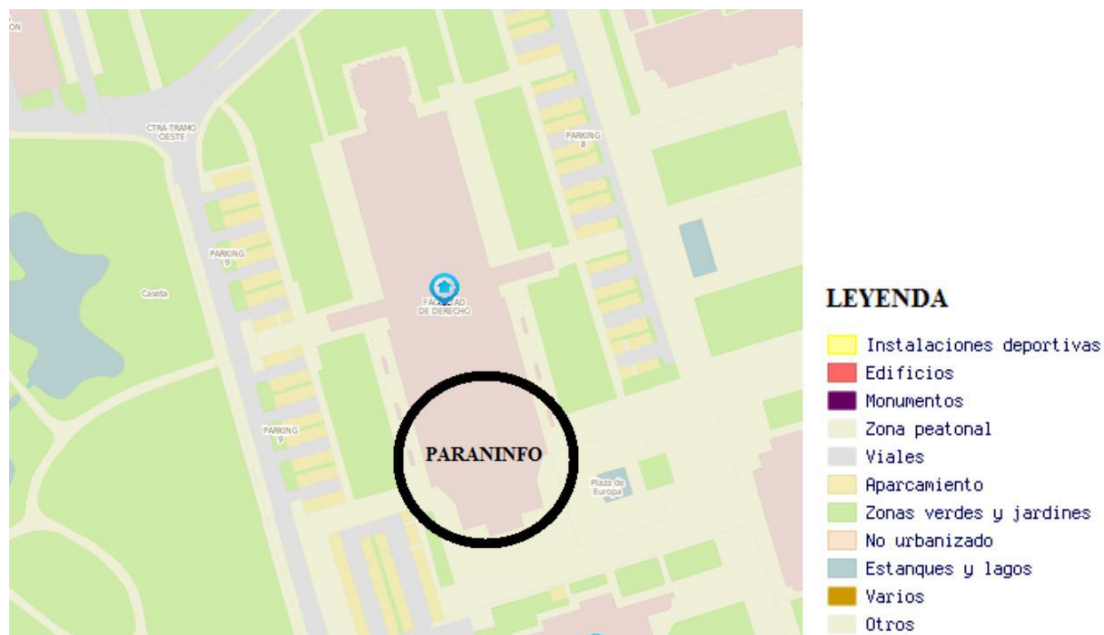 ON
CTRA-TRAMO
OESTE
PARKING
8
PARKING
9
Caseta
FACULTAD
DE DERECHO
PARKING
9
PARANINFO
Plaza de
Europa
LEYENDA
Instalaciones deportivas
Edificios
Monumentos
Zona peatonal
Viales
Aparcamiento
Zonas verdes y jardines
No urbanizado
Estanques y lagos
Varios
Otros